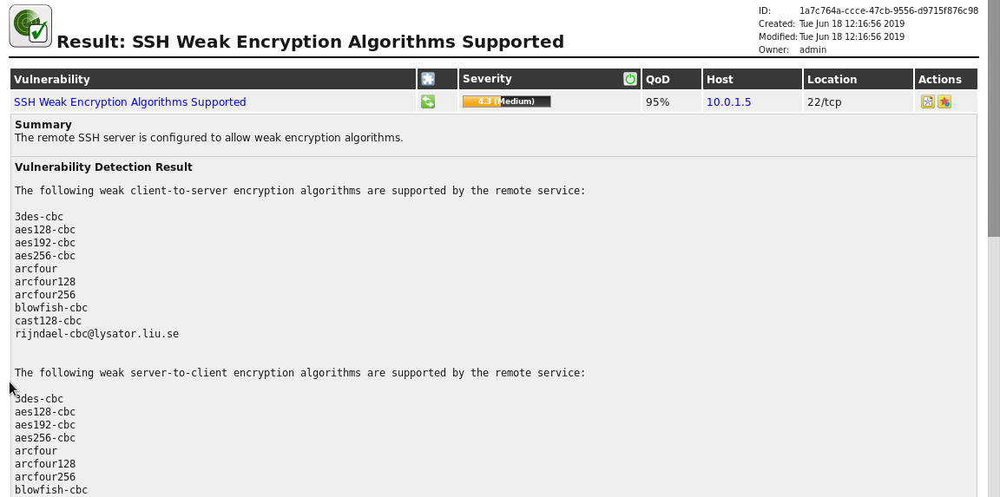 Result: SSH Weak Encryption Algorithms Supported
ID: 1a7c764a-ccce-47cb-9556-d9715f876c98
Created: Tue Jun 18 12:16:56 2019
Modified: Tue Jun 18 12:16:56 2019
Owner: admin
Vulnerability Severity QoD Host Location Actions
SSH Weak Encryption Algorithms Supported 4.3 (Medium) 95% 10.0.1.5 22/tcp
Summary
The remote SSH server is configured to allow weak encryption algorithms.
Vulnerability Detection Result
The following weak client-to-server encryption algorithms are supported by the remote service:
3des-cbc
aes128-cbc
aes192-cbc
aes256-cbc
arcfour
arcfour128
arcfour256
blowfish-cbc
cast128-cbc
rijndael-cbc@lysator.liu.se
The following weak server-to-client encryption algorithms are supported by the remote service:
3des-cbc
aes128-cbc
aes192-cbc
aes256-cbc
arcfour
arcfour128
arcfour256
blowfish-cbc